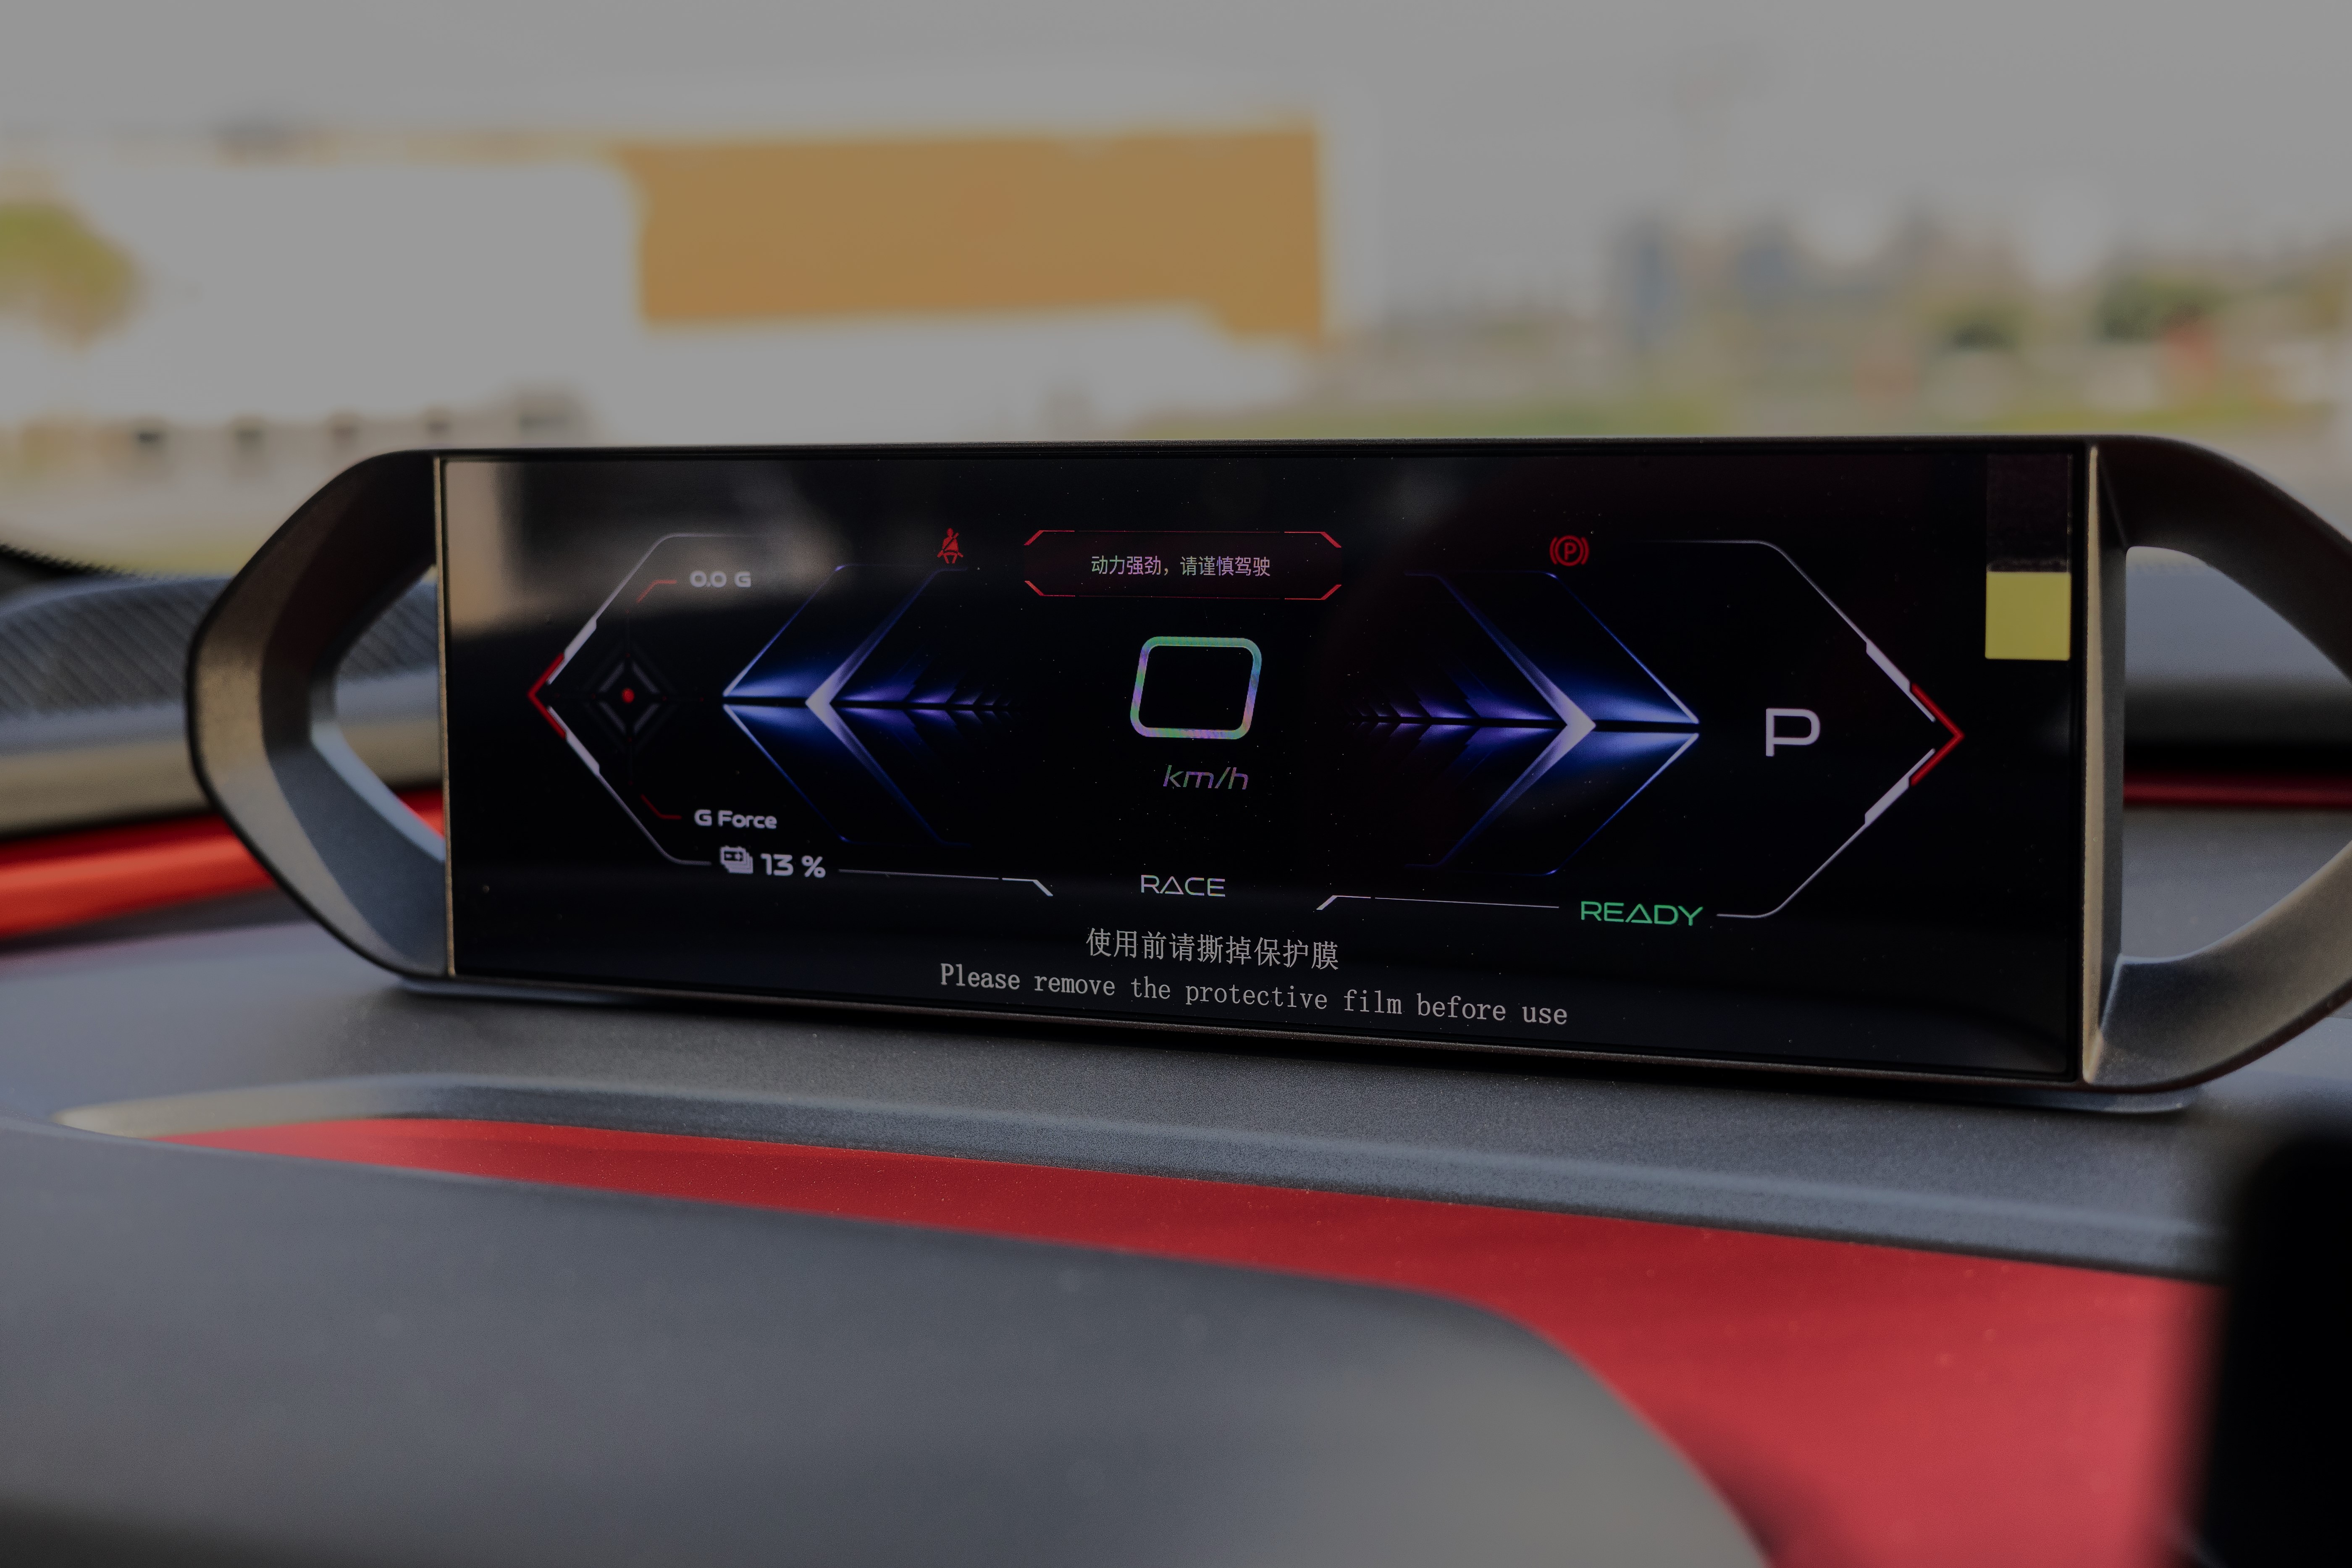 0.0 G
动力强劲，请谨慎驾驶
P
0
km/h
P
G Force
13 %
RACE
READY
使用前请撕掉保护膜
Please remove the protective film before use